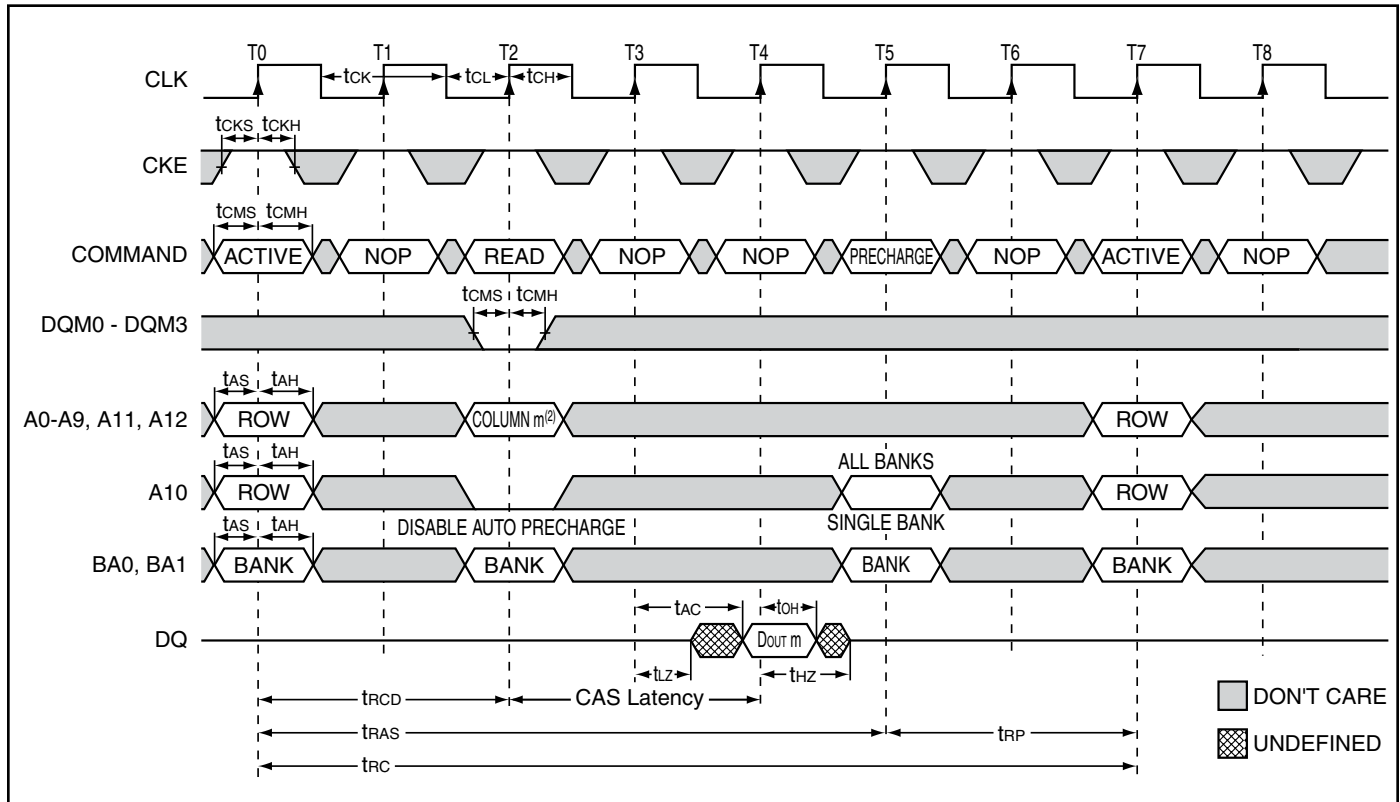 T0 T1 T2 T3 T4 T5 T6 T7 T8
CLK tCK tCL tCH
tCKS tCKH
CKE
tCMS tCMH
COMMAND ACTIVE NOP READ NOP NOP PRECHARGE NOP ACTIVE NOP
tCMS tCMH
DQM0 - DQM3
tAS tAH
A0-A9, A11, A12 ROW COLUMN m(2) ROW
tAS tAH ALL BANKS
A10 ROW ROW
tAS tAH DISABLE AUTO PRECHARGE SINGLE BANK
BA0, BA1 BANK BANK BANK BANK
tAC tOH
DQ DOUT m
tLZ tHZ
tRCD CAS Latency
DON'T CARE
tRAS tRP
UNDEFINED
tRC